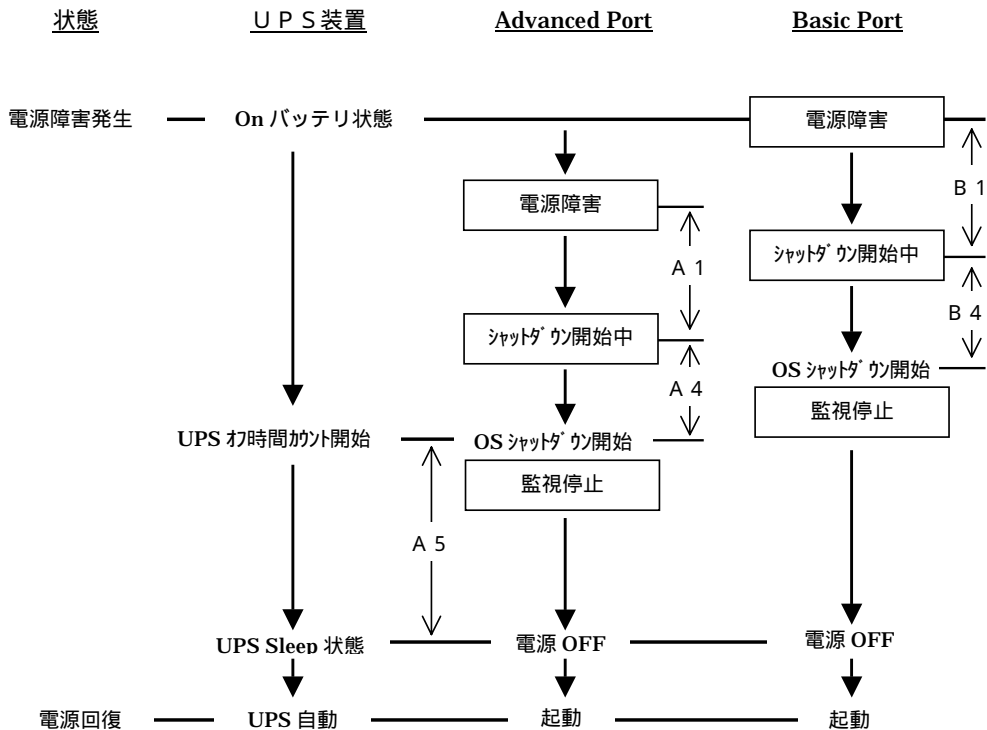 状態 ＵＰＳ装置 Advanced Port Basic Port
電源障害発生 On バッテリ状態 電源障害
Ｂ１
電源障害
シャットダウン開始中
Ａ１
Ｂ４
シャットダウン開始中
OS シャットダウン開始
Ａ４
監視停止
UPS オフ時間カウント開始 OS シャットダウン開始
監視停止
Ａ５
UPS Sleep 状態 電源 OFF 電源 OFF
電源回復 UPS 自動 起動 起動